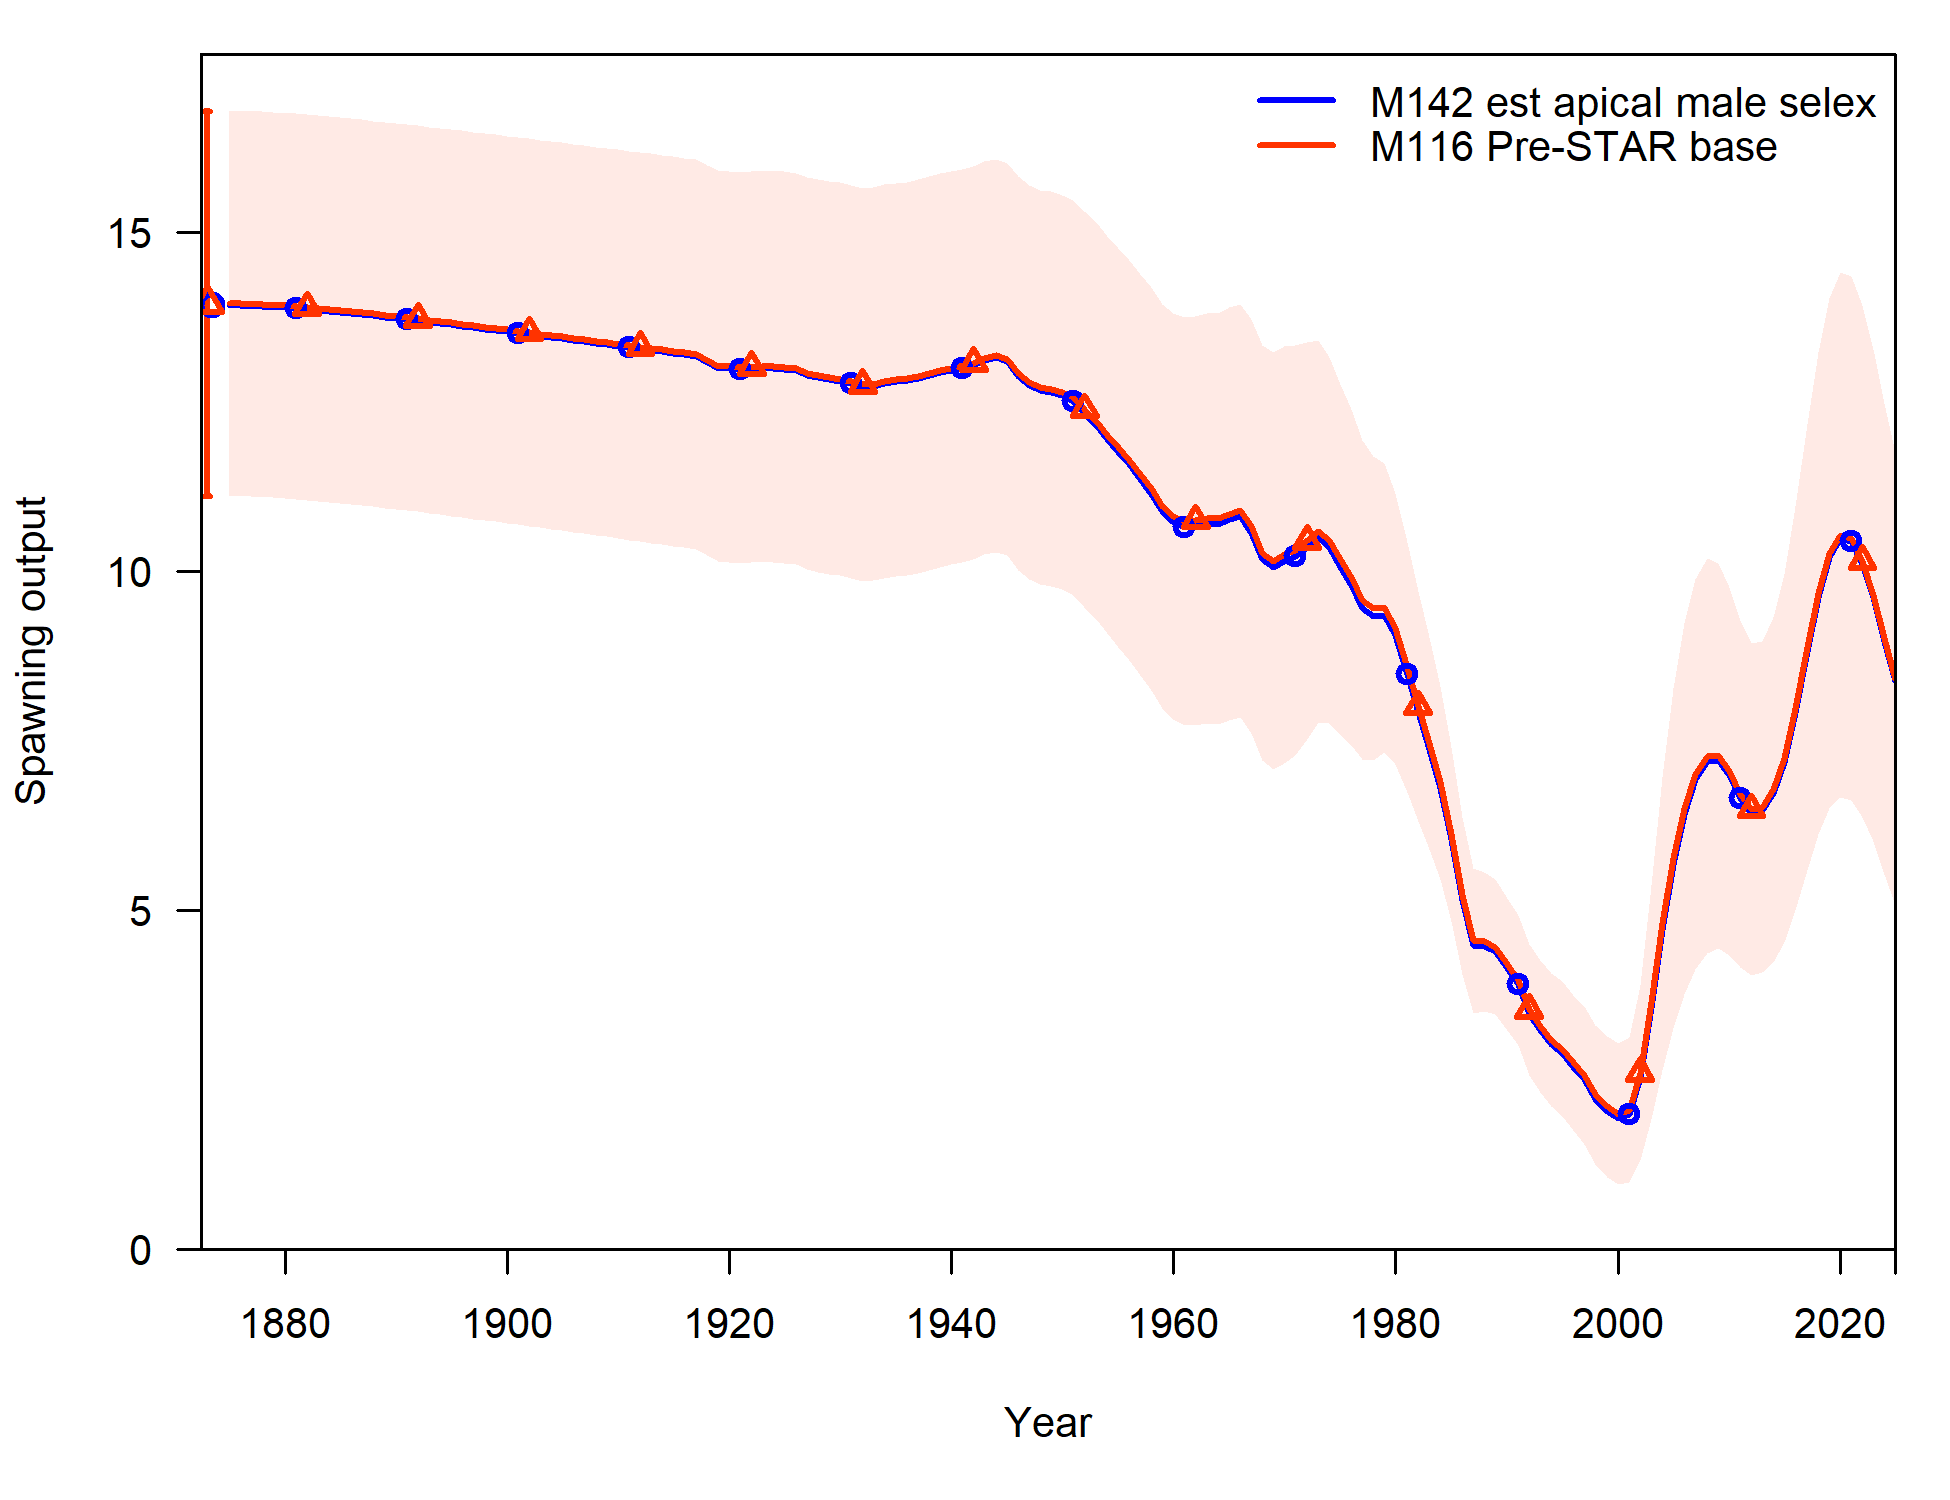 M142 est apical male selex
M116 Pre-STAR base
15
10
5
0
Spawning output
1880 1900 1920 1940 1960 1980 2000 2020
Year